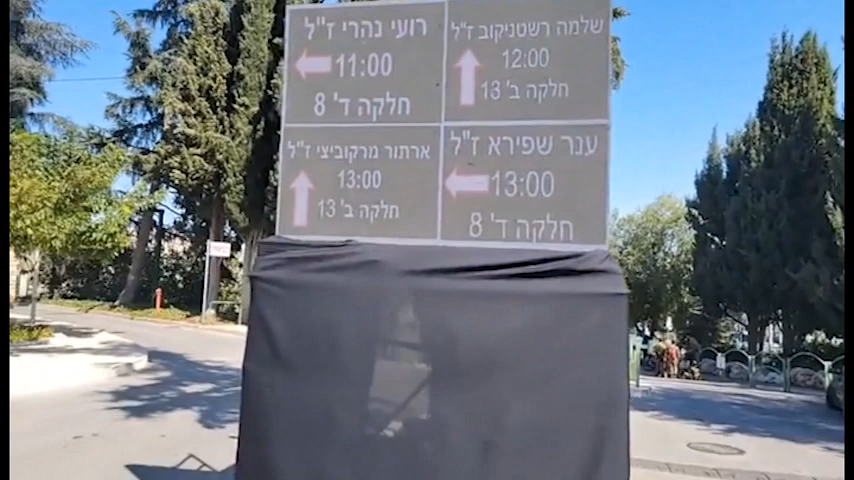 רועי נהרי ז"ל
11:00
חלקה ד' 8
שלמה רשטניקוב ז"ל
12:00
חלקה ב' 13
ארתור מרקוביצי ז"ל
13:00
חלקה ב' 13
ענר שפירא ז"ל
13:00
חלקה ד' 8